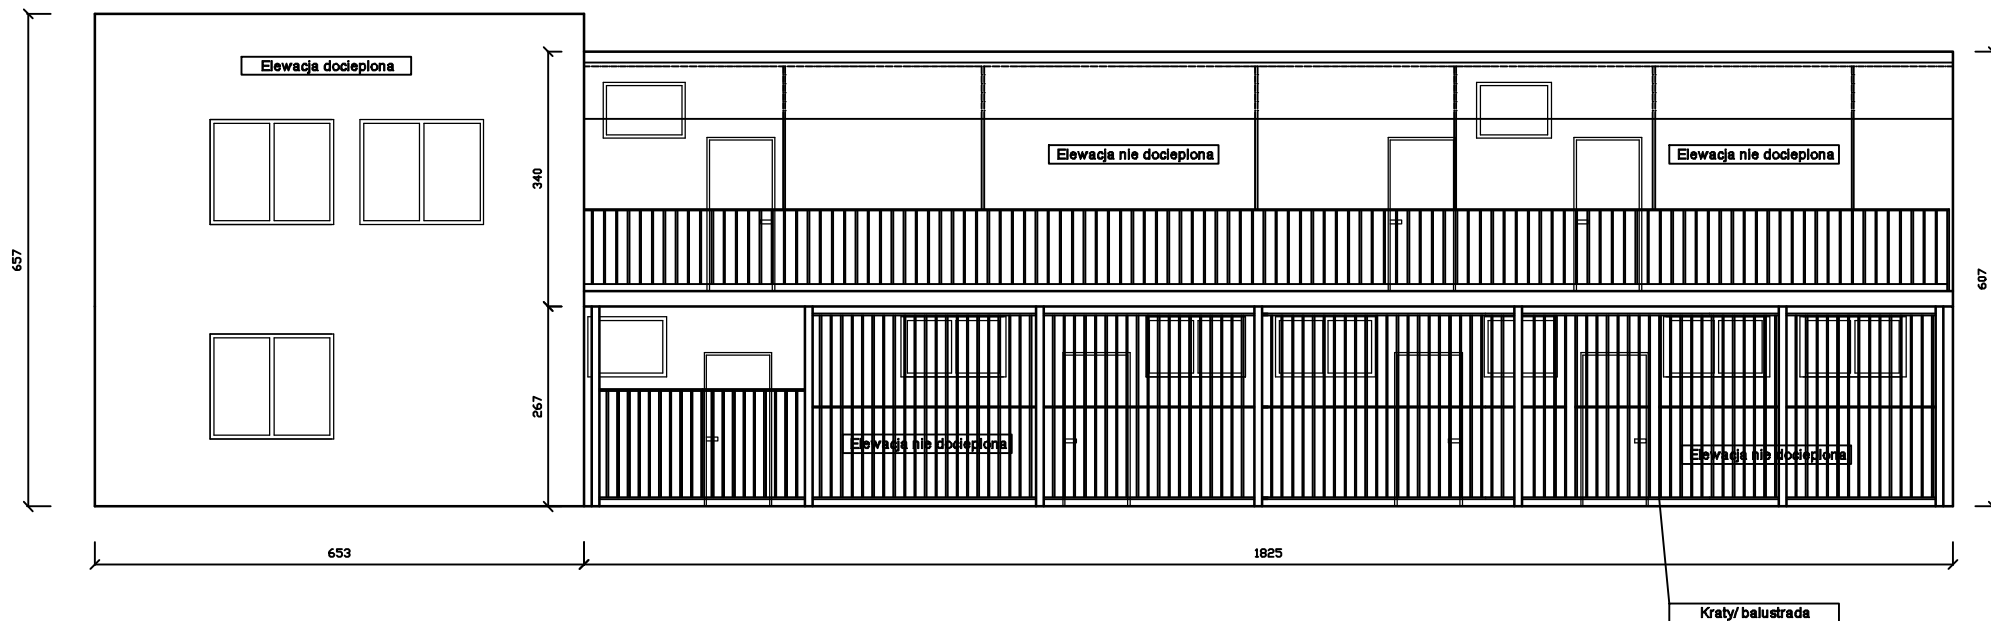 Elewacja docieplona
340
Elewacja nie docieplona
Elewacja nie docieplona
657
607
267
Elewacja nie docieplona
Elewacja nie docieplona
653
1825
Kraty/ balustrada